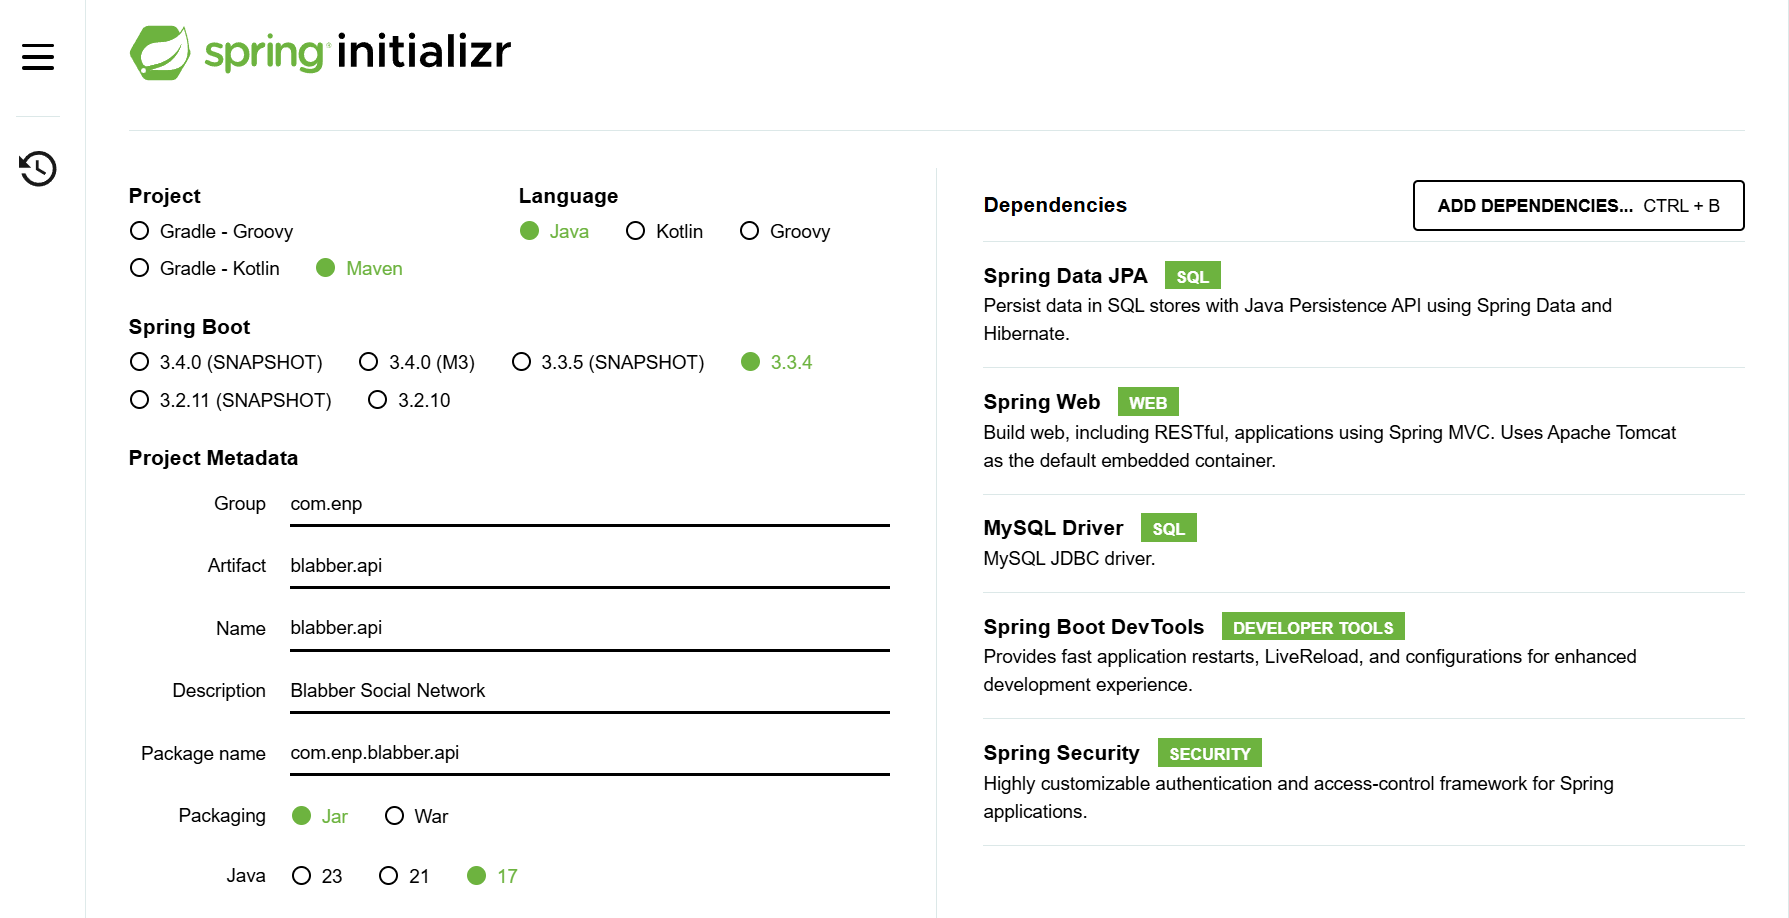 spring initializr
Project
Gradle - Groovy
Gradle - Kotlin Maven
Language
Java Kotlin Groovy
Spring Boot
3.4.0 (SNAPSHOT) 3.4.0 (M3) 3.3.5 (SNAPSHOT) 3.3.4
3.2.11 (SNAPSHOT) 3.2.10
Project Metadata
Group com.enp
Artifact blabber.api
Name blabber.api
Description Blabber Social Network
Package name com.enp.blabber.api
Packaging Jar War
Java 23 21 17
Dependencies
ADD DEPENDENCIES... CTRL + B
Spring Data JPA SQL
Persist data in SQL stores with Java Persistence API using Spring Data and
Hibernate.
Spring Web WEB
Build web, including RESTful, applications using Spring MVC. Uses Apache Tomcat
as the default embedded container.
MySQL Driver SQL
MySQL JDBC driver.
Spring Boot DevTools DEVELOPER TOOLS
Provides fast application restarts, LiveReload, and configurations for enhanced
development experience.
Spring Security SECURITY
Highly customizable authentication and access-control framework for Spring
applications.